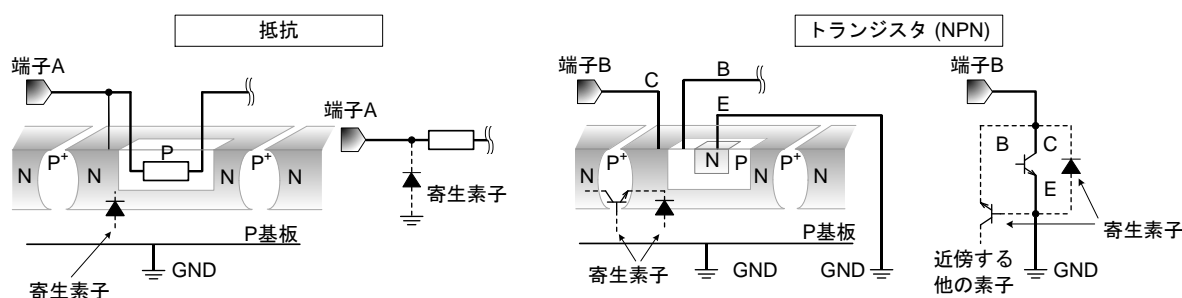 抵抗
端子A
端子A
N
P+
N
P
N
P+
N
寄生素子
P基板
GND
寄生素子
トランジスタ (NPN)
端子B
C
B
E
N
P+
N
P
N
P+
N
P基板
寄生素子
GND
GND
端子B
B
C
E
寄生素子
近傍する
他の素子
GND